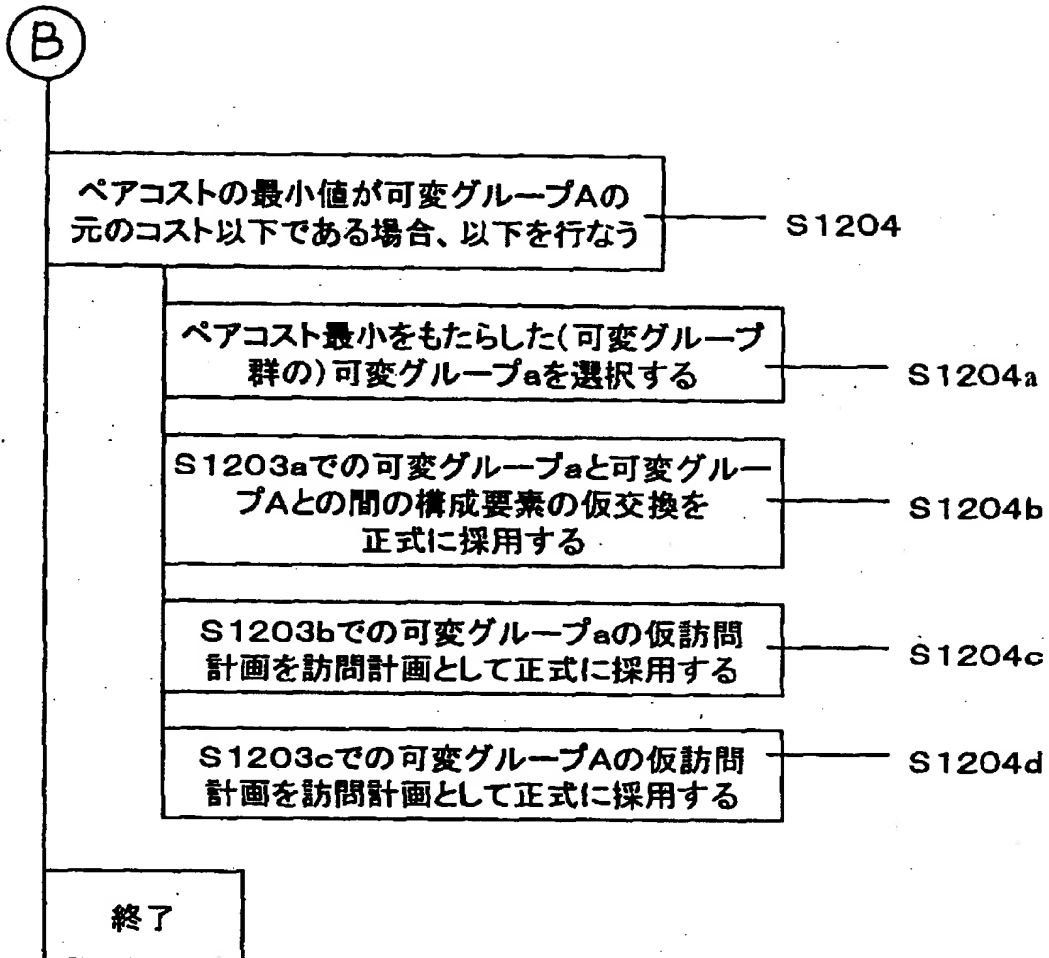 B
ペアコストの最小値が可変グループAの
元のコスト以下である場合、以下を行なう
S1204
ペアコスト最小をもたらした(可変グループ
群の)可変グループaを選択する
S1204a
S1203aでの可変グループaと可変グルー
プAとの間の構成要素の仮交換を
正式に採用する
S1204b
S1203bでの可変グループaの仮訪問
計画を訪問計画として正式に採用する
S1204c
S1203cでの可変グループAの仮訪問
計画を訪問計画として正式に採用する
S1204d
終了